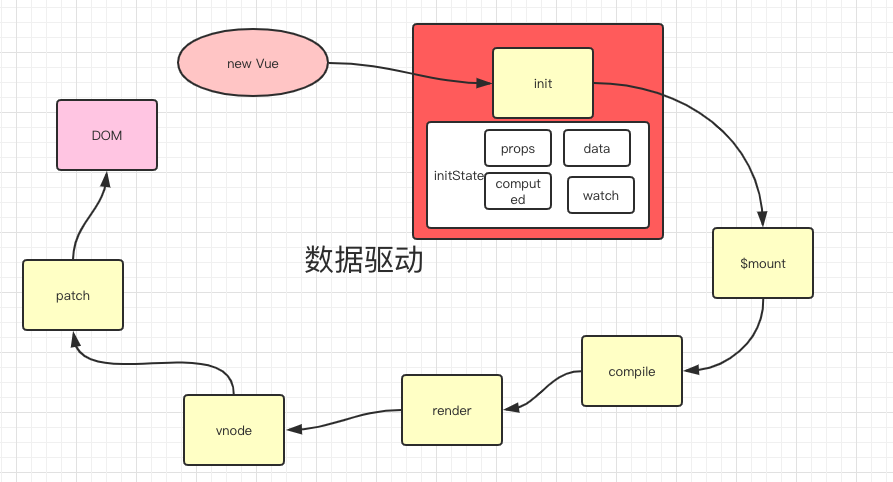 new Vue
init
initState
props
data
comput
ed
watch
$mount
compile
render
vnode
patch
DOM
数据驱动